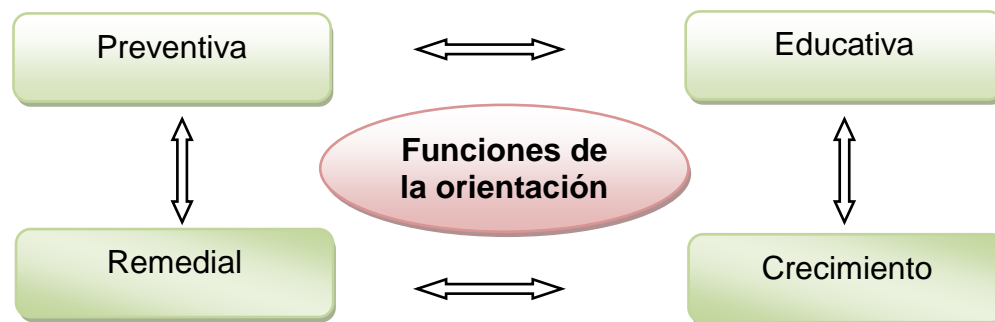 Preventiva
Educativa
Funciones de
la orientación
Remedial
Crecimiento